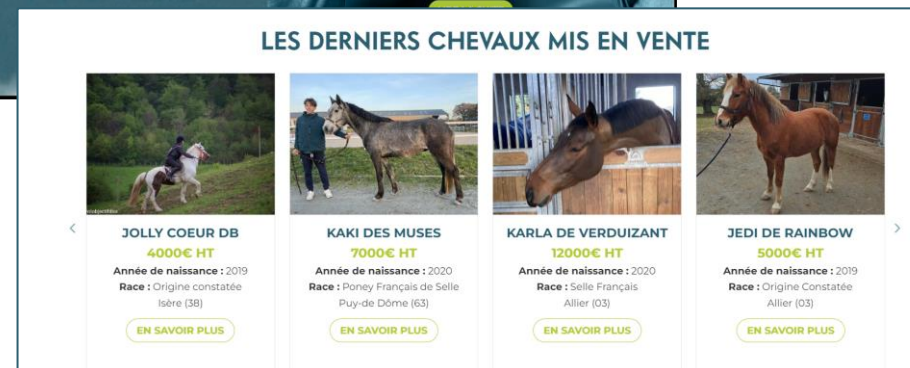 LES DERNIERS CHEVAUX MIS EN VENTE
JOLLY COEUR DB
4000€ HT
Année de naissance : 2019
Race : Origine constatée
Isère (38)
EN SAVOIR PLUS
KAKI DES MUSES
7000€ HT
Année de naissance : 2020
Race : Poney Français de Selle
Puy-de Dôme (63)
EN SAVOIR PLUS
KARLA DE VERDUIZANT
12000€ HT
Année de naissance : 2020
Race : Selle Français
Allier (03)
EN SAVOIR PLUS
JEDI DE RAINBOW
5000€ HT
Année de naissance : 2019
Race : Origine Constatée
Allier (03)
EN SAVOIR PLUS